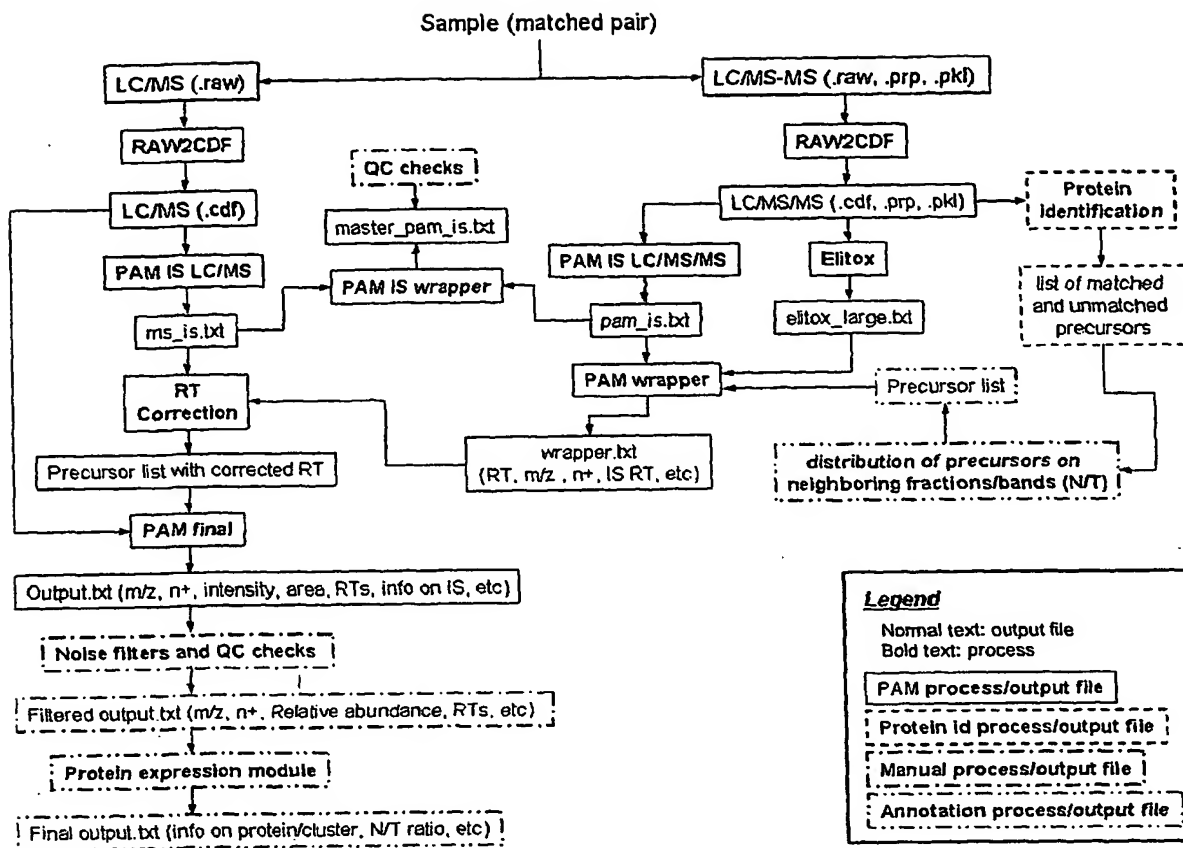 Sample (matched pair)
LC/MS (.raw)
LC/MS-MS (.raw, .prp, .pkl)
RAW2CDF
RAW2CDF
QC checks
LC/MS (.cdf)
LC/MS/MS (.cdf, .prp, .pkl)
Protein
identification
master_pam_is.txt
PAM IS LC/MS
PAM IS wrapper
PAM IS LC/MS/MS
Elitox
list of matched
and unmatched
precursors
ms_is.txt
pam_is.txt
elitox_large.txt
RT
Correction
PAM wrapper
Precursor list
wrapper.txt
(RT, m/z , n+, IS RT, etc)
distribution of precursors on
neighboring fractions/bands (N/T)
Precursor list with corrected RT
PAM final
Output.txt (m/z, n+, intensity, area, RTs, info on IS, etc)
Noise filters and QC checks
Filtered output.txt (m/z, n+, Relative abundance, RTs, etc)
Protein expression module
Final output.txt (info on protein/cluster, N/T ratio, etc)
Legend
Normal text: output file
Bold text: process
PAM process/output file
Protein id process/output file
Manual process/output file
Annotation process/output file